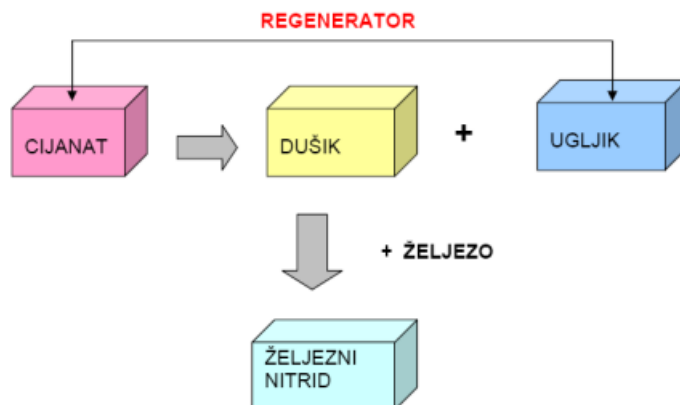 REGENERATOR
CIJANAT
DUŠIK
+
UGLJIK
+ ŽELJEZO
ŽELJEZNI
NITRID